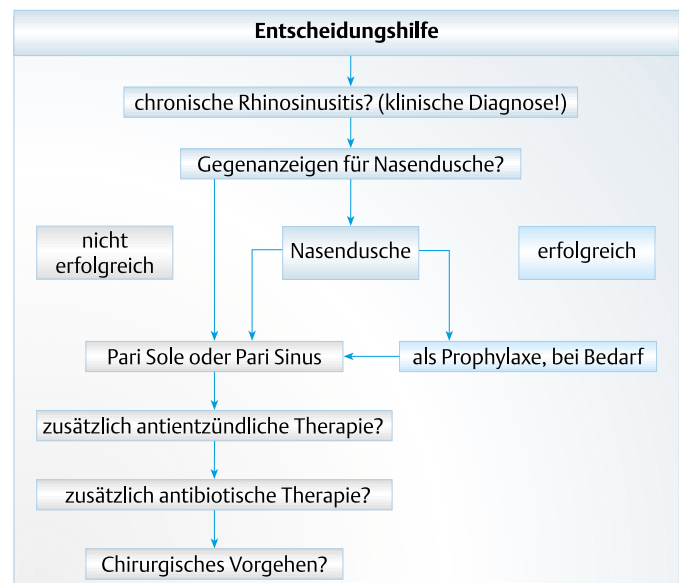 Entscheidungshilfe
chronische Rhinosinusitis? (klinische Diagnose!)
Gegenanzeigen für Nasendusche?
nicht
erfolgreich
Nasendusche
erfolgreich
Pari Sole oder Pari Sinus
als Prophylaxe, bei Bedarf
zusätzlich antientzündliche Therapie?
zusätzlich antibiotische Therapie?
Chirurgisches Vorgehen?